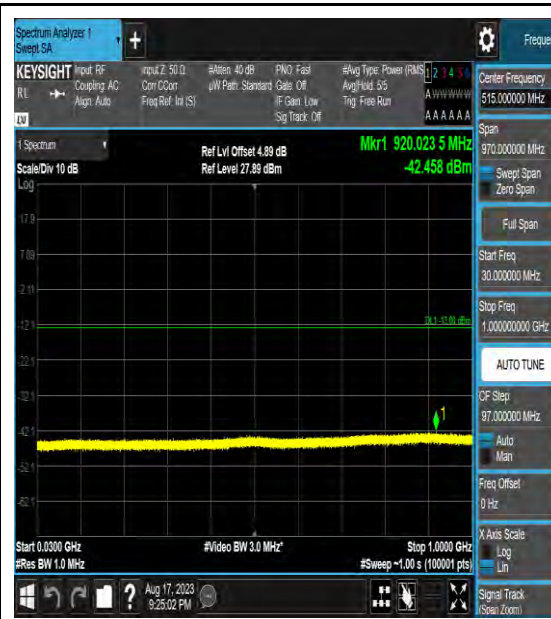 Spectrum Analyzer 1
Swept SA
+
Freque
KEYSIGHT Input: RF Input Z: 50 Ω #Atten: 40 dB PNO: Fast #Avg Type: Power (RMS 1 2 3 4 5 6
RL Coupling: AC Corr CCorr µW Path: Standard Gate: Off Avg|Hold: 5/5 A W W W W W
Align: Auto Freq Ref: Int (S) IF Gain: Low Trig: Free Run
Sig Track: Off A A A A A A
LV
1 Spectrum
Ref Lvl Offset 4.89 dB
Mkr1 920.023 5 MHz
Scale/Div 10 dB
Ref Level 27.89 dBm
-42.458 dBm
Log
17.9
7.89
-2.11
-12.1
DL1 -13.00 dBm
-22.1
-32.1
1
-42.1
-52.1
-62.1
Start 0.0300 GHz
#Video BW 3.0 MHz*
Stop 1.0000 GHz
#Res BW 1.0 MHz
#Sweep ~1.00 s (100001 pts)
Center Frequency
515.000000 MHz
Span
970.000000 MHz
Swept Span
Zero Span
Full Span
Start Freq
30.000000 MHz
Stop Freq
1.000000000 GHz
AUTO TUNE
CF Step
97.000000 MHz
Auto
Man
Freq Offset
0 Hz
X Axis Scale
Log
Lin
Signal Track
(Span Zoom)
?
Aug 17, 2023
9:25:02 PM